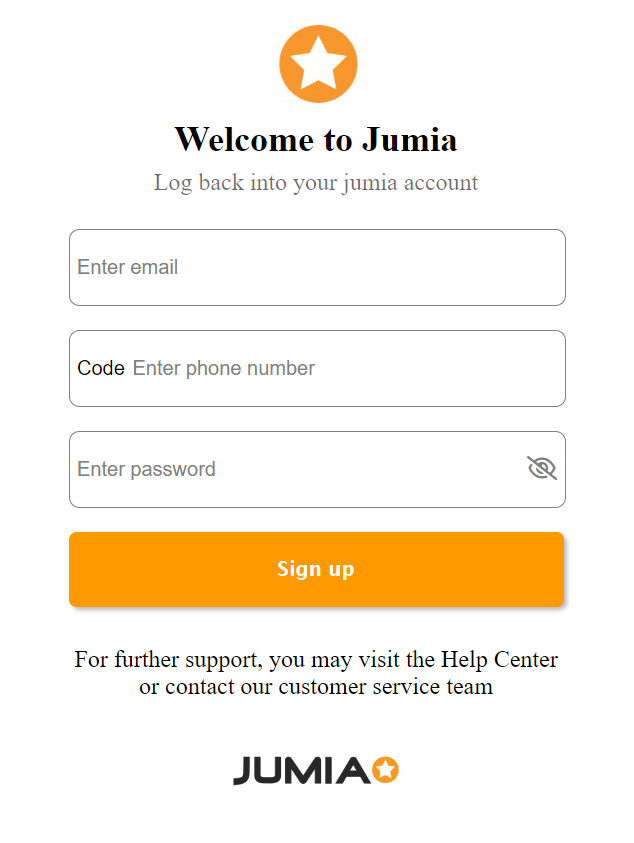 Welcome to Jumia
Log back into your jumia account
Enter email
Code Enter phone number
Enter password
Sign up
For further support, you may visit the Help Center
or contact our customer service team
JUMIA